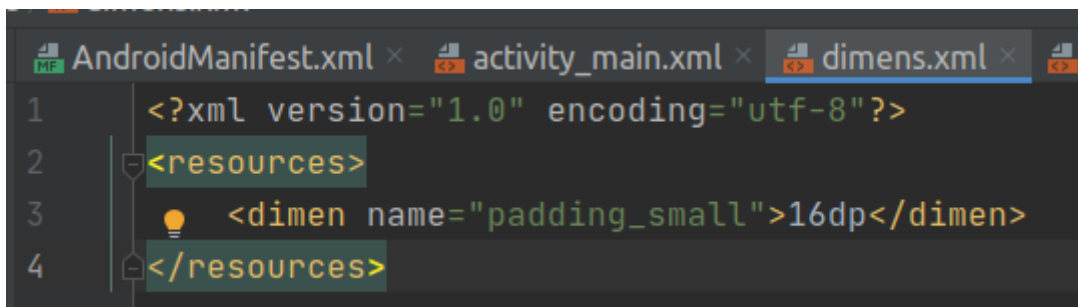 AndroidManifest.xml × activity_main.xml × dimens.xml ×
1 <?xml version="1.0" encoding="utf-8"?>
2 <resources>
3 <dimen name="padding_small">16dp</dimen>
4 </resources>